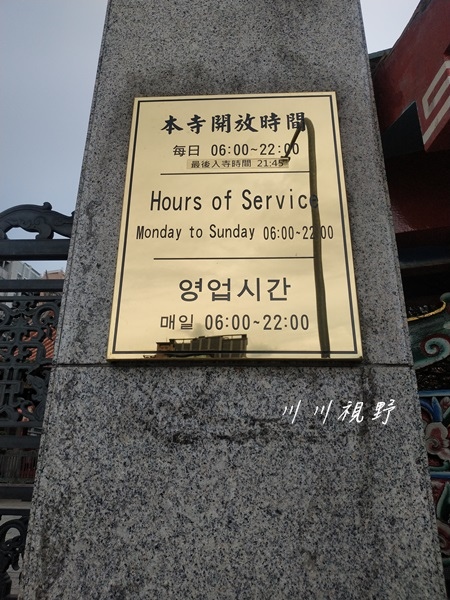 本寺開放時間
每日 06:00~22:00
最後入寺時間 21:45
Hours of Service
Monday to Sunday 06:00~22:00
영업시간
매일 06:00~22:00
川川視野